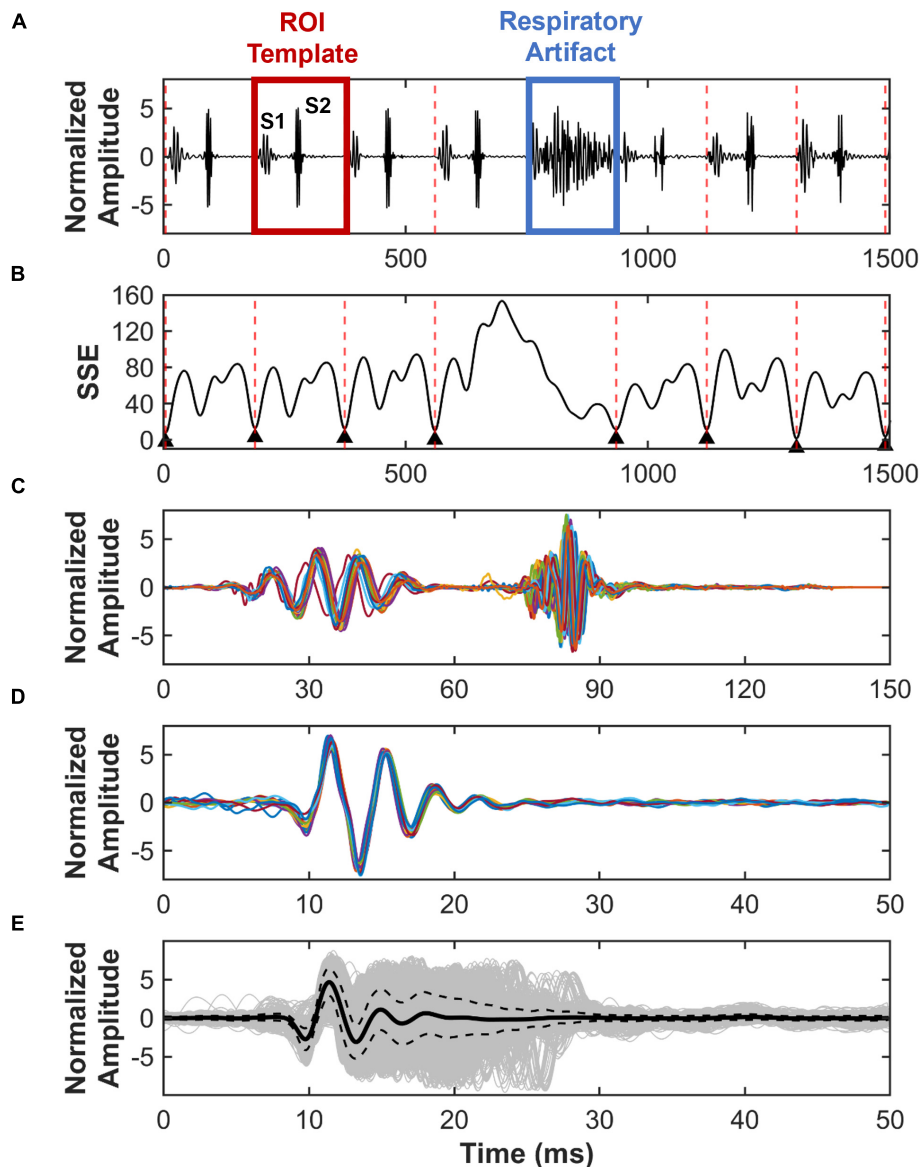 A
ROI
Template
Respiratory
Artifact
Normalized
Amplitude
5
0
-5
S1
S2
0
500
1000
1500
B
SSE
160
120
80
40
0
0
500
1000
1500
C
Normalized
Amplitude
5
0
-5
0
30
60
90
120
150
D
Normalized
Amplitude
5
0
-5
0
10
20
30
40
50
E
Normalized
Amplitude
5
0
-5
0
10
20
30
40
50
Time (ms)